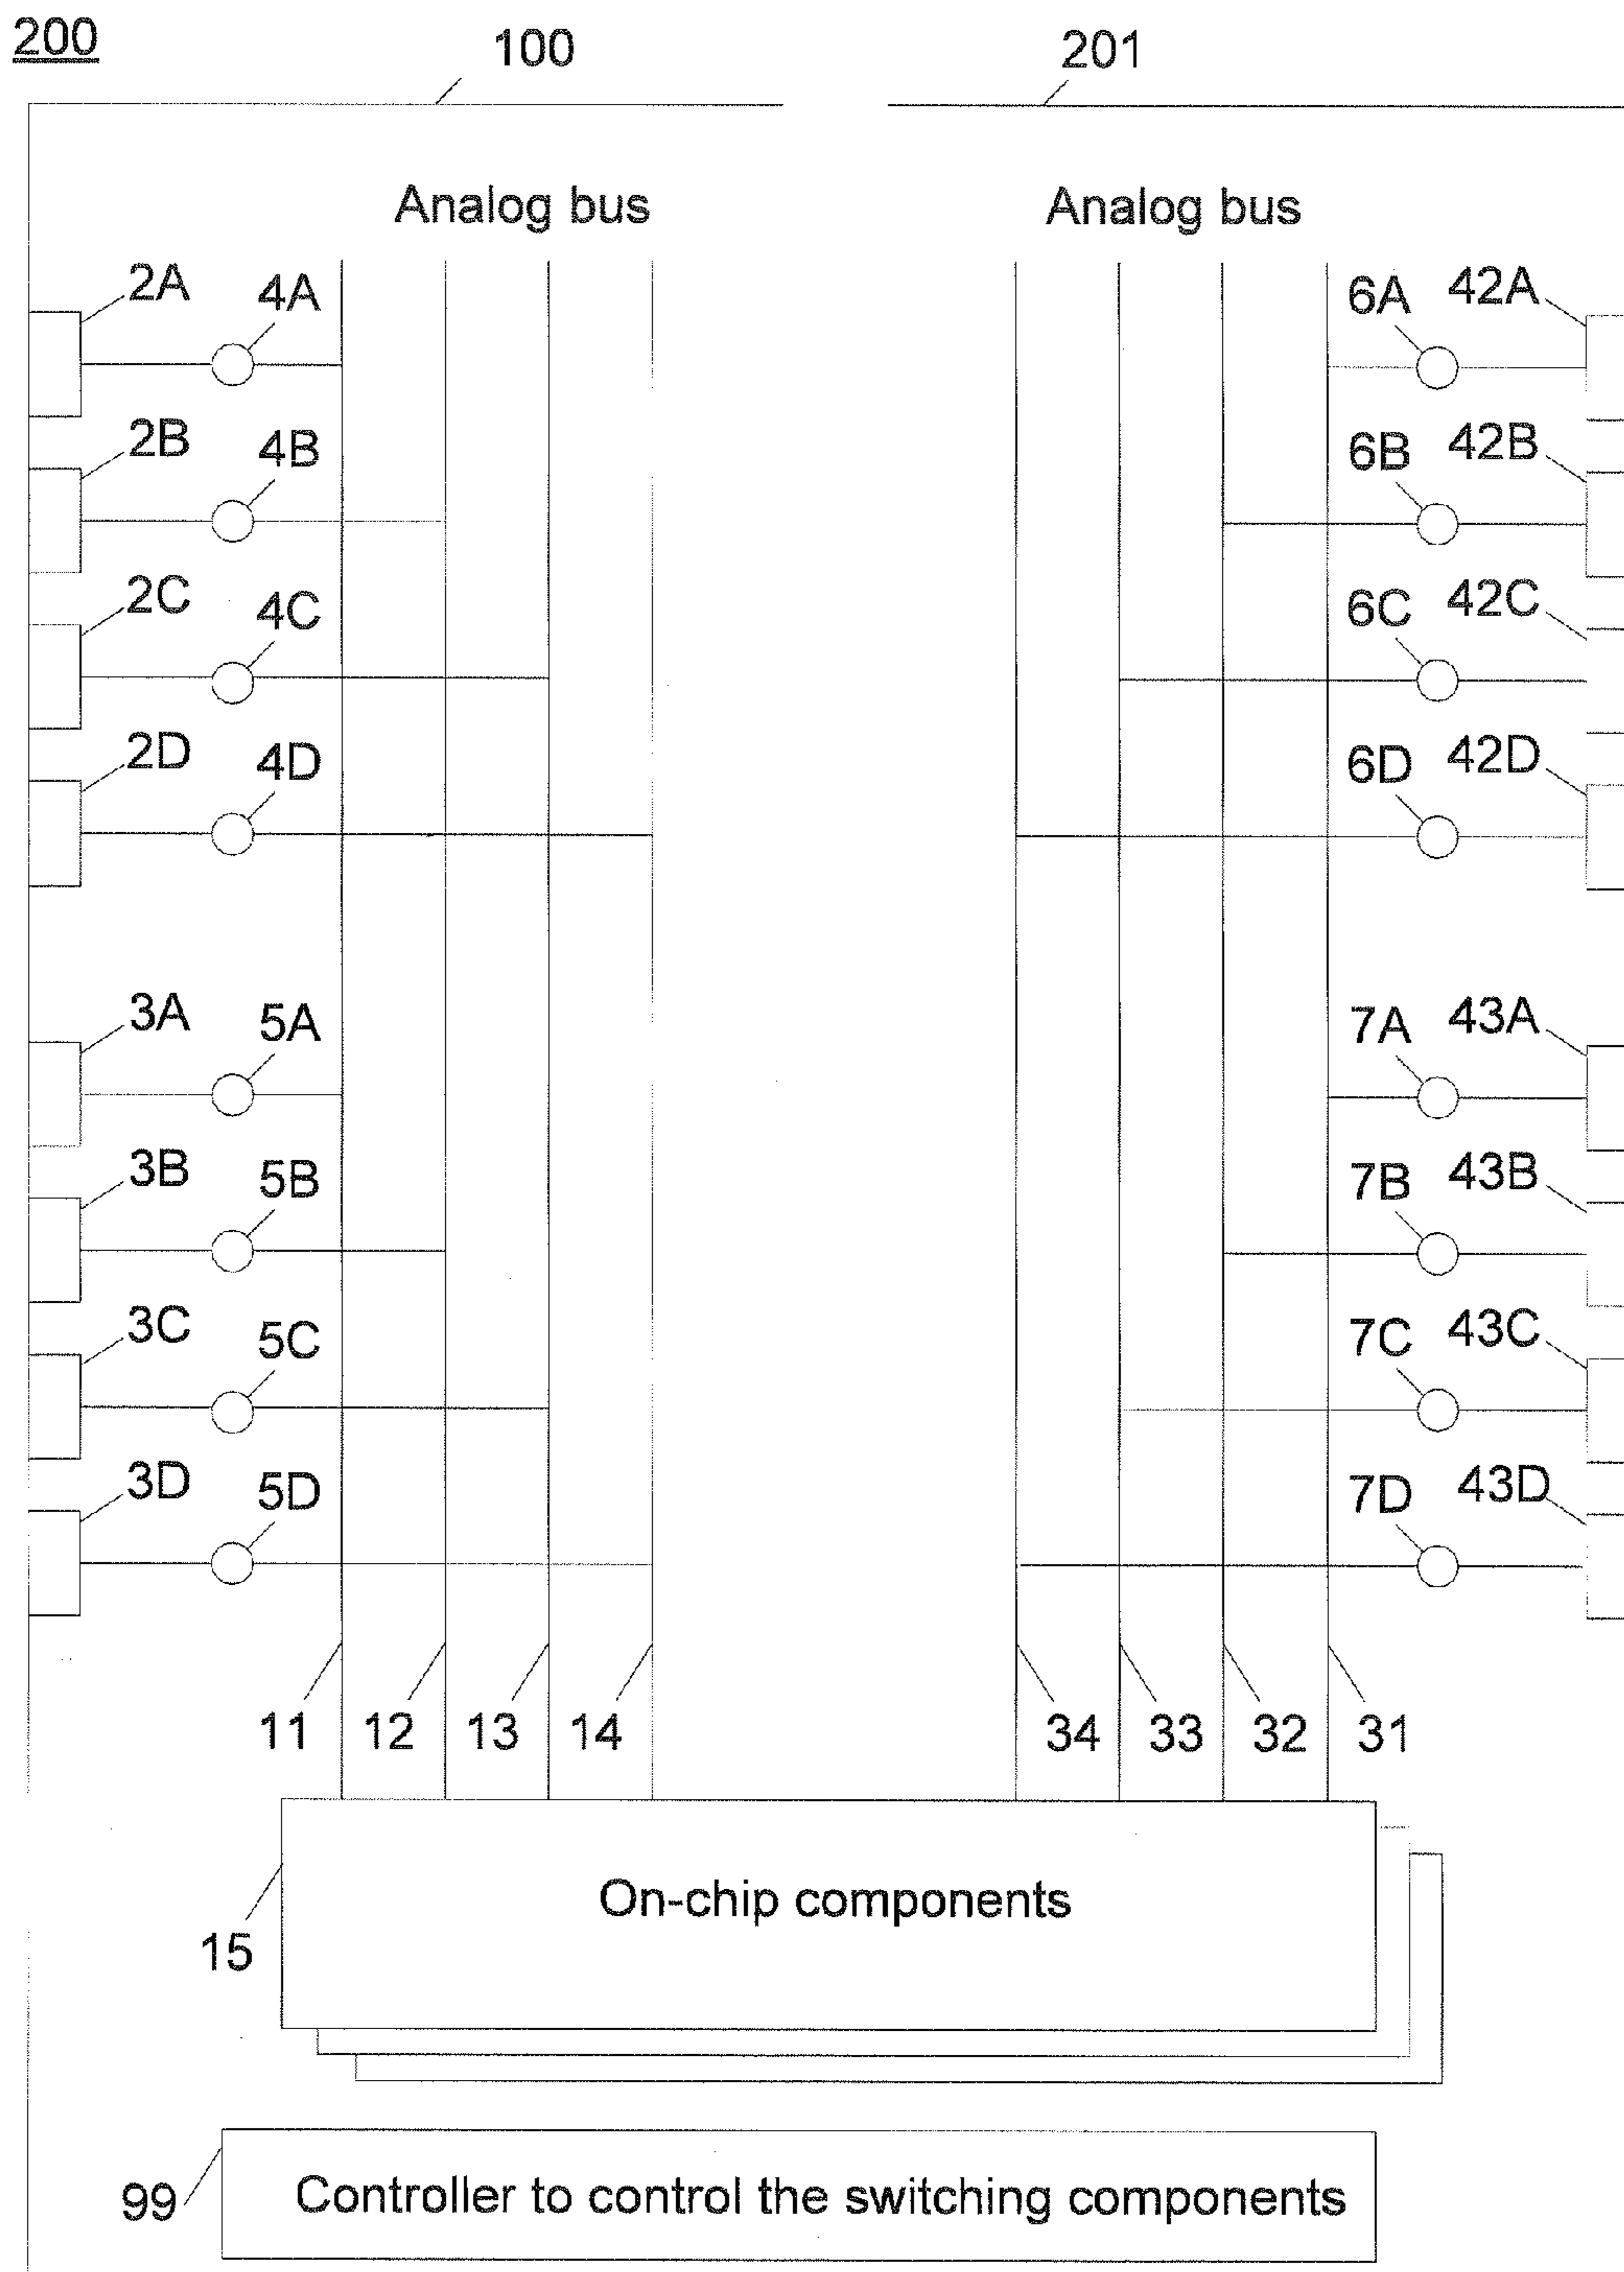 200
100
201
Analog bus
Analog bus
2A
4A
6A
42A
2B
4B
6B
42B
2C
4C
6C
42C
2D
4D
6D
42D
3A
5A
7A
43A
3B
5B
7B
43B
3C
5C
7C
43C
3D
5D
7D
43D
11
12
13
14
34
33
32
31
On-chip components
15
99
Controller to control the switching components